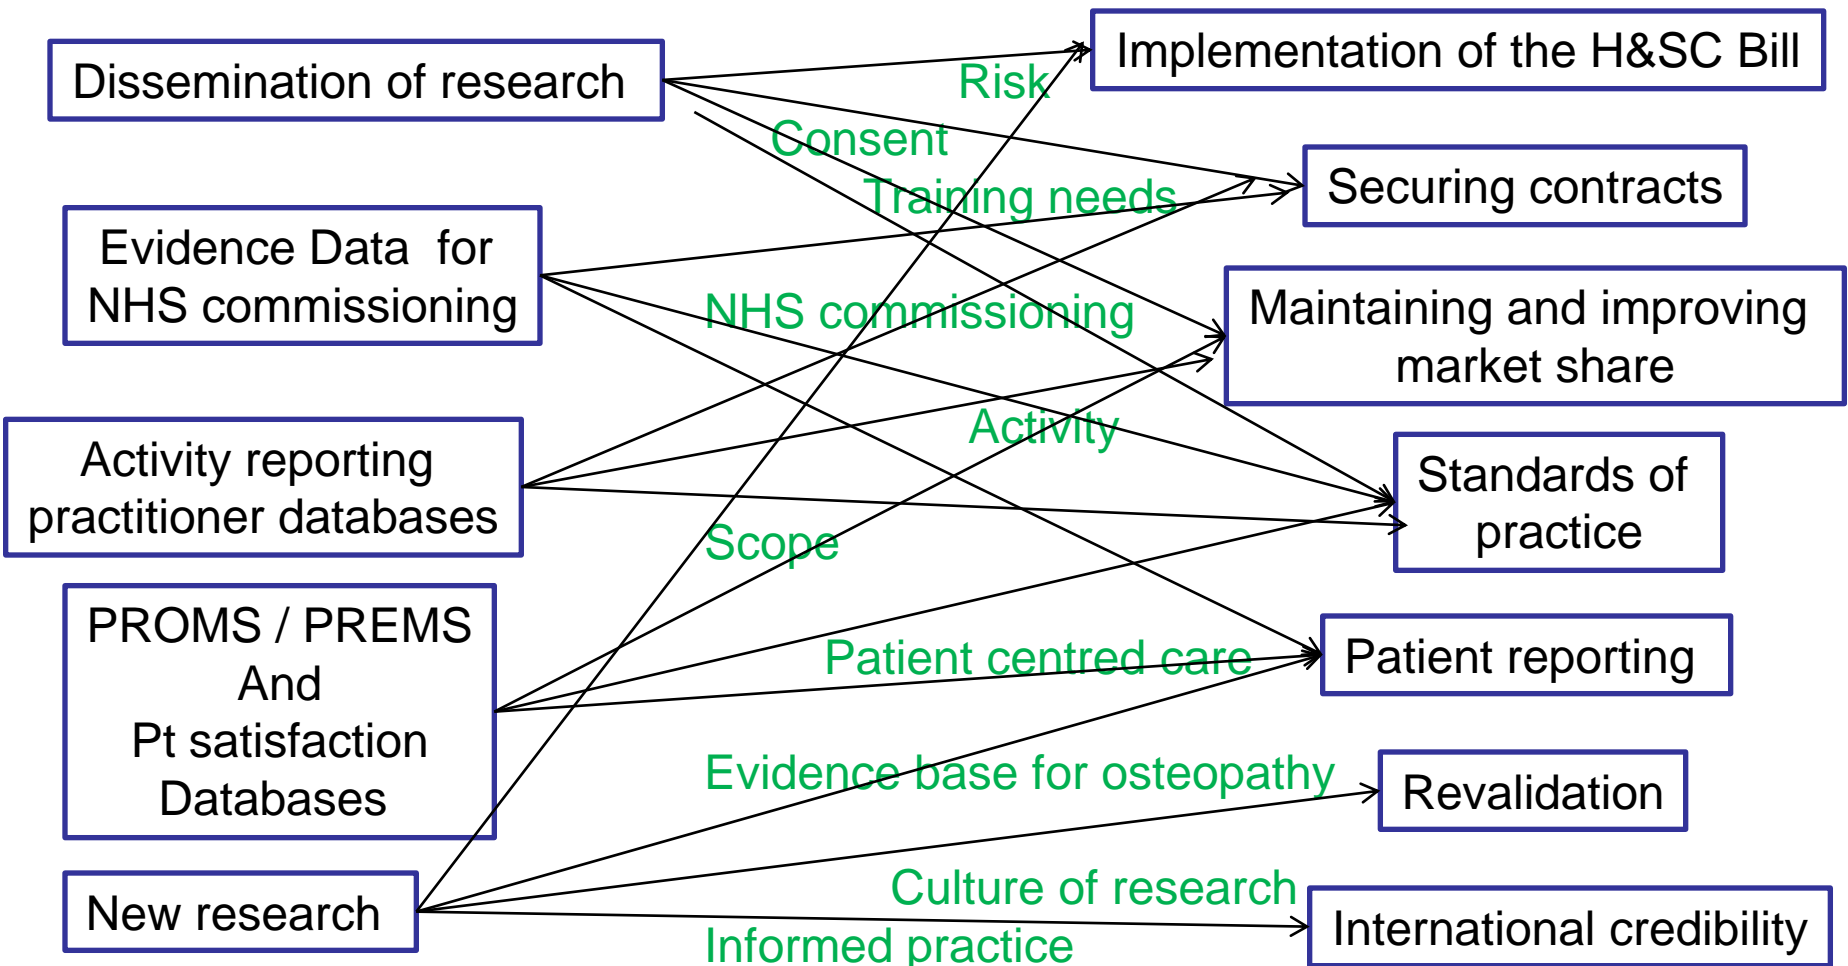 Dissemination of research
Evidence Data  for
NHS commissioning
Activity reporting
practitioner databases
PROMS / PREMS
And
Pt satisfaction
Databases
New research
Risk
Consent
Training needs
NHS commissioning
Activity
Scope
Patient centred care
Evidence base for osteopathy
Culture of research
Informed practice
Implementation of the H&SC Bill
Securing contracts
Maintaining and improving
market share
Standards of
practice
Patient reporting
Revalidation
International credibility